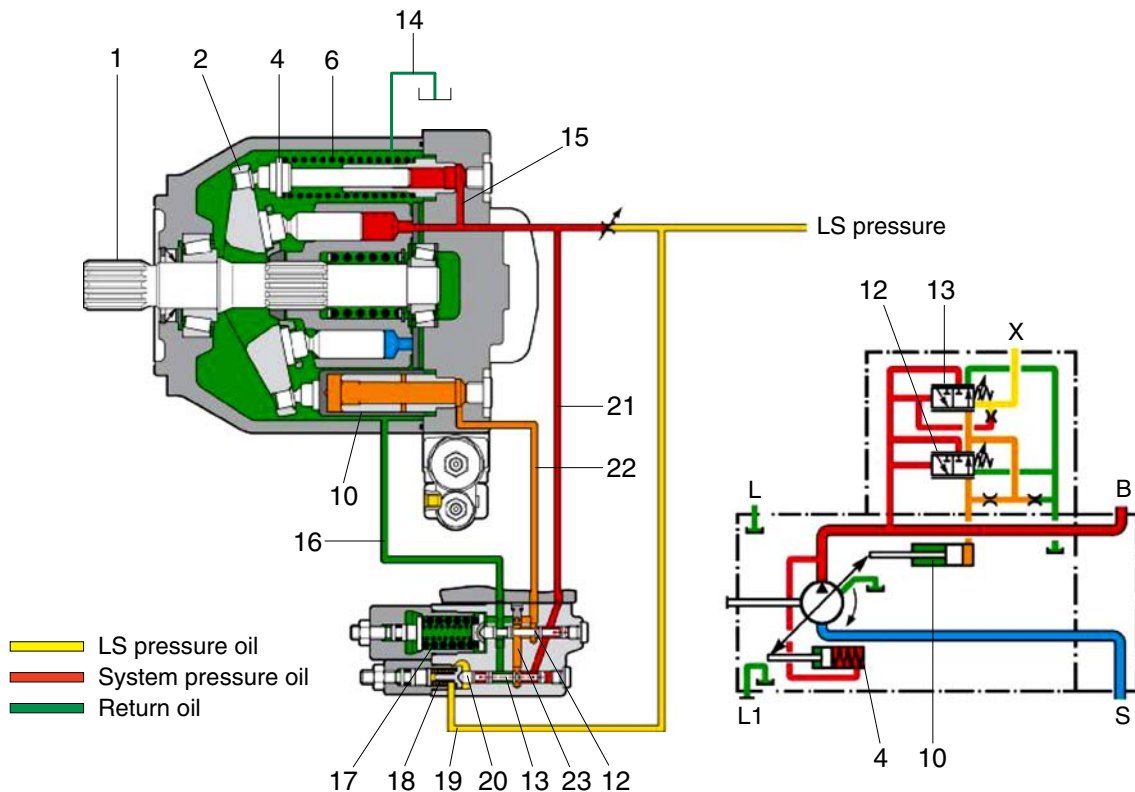 14
1 2 4 6
15
LS pressure
12 13
X
21
22
10
L
B
16
LS pressure oil
System pressure oil
Return oil
L1
S
17 18 19 20 13 23 12
4 10